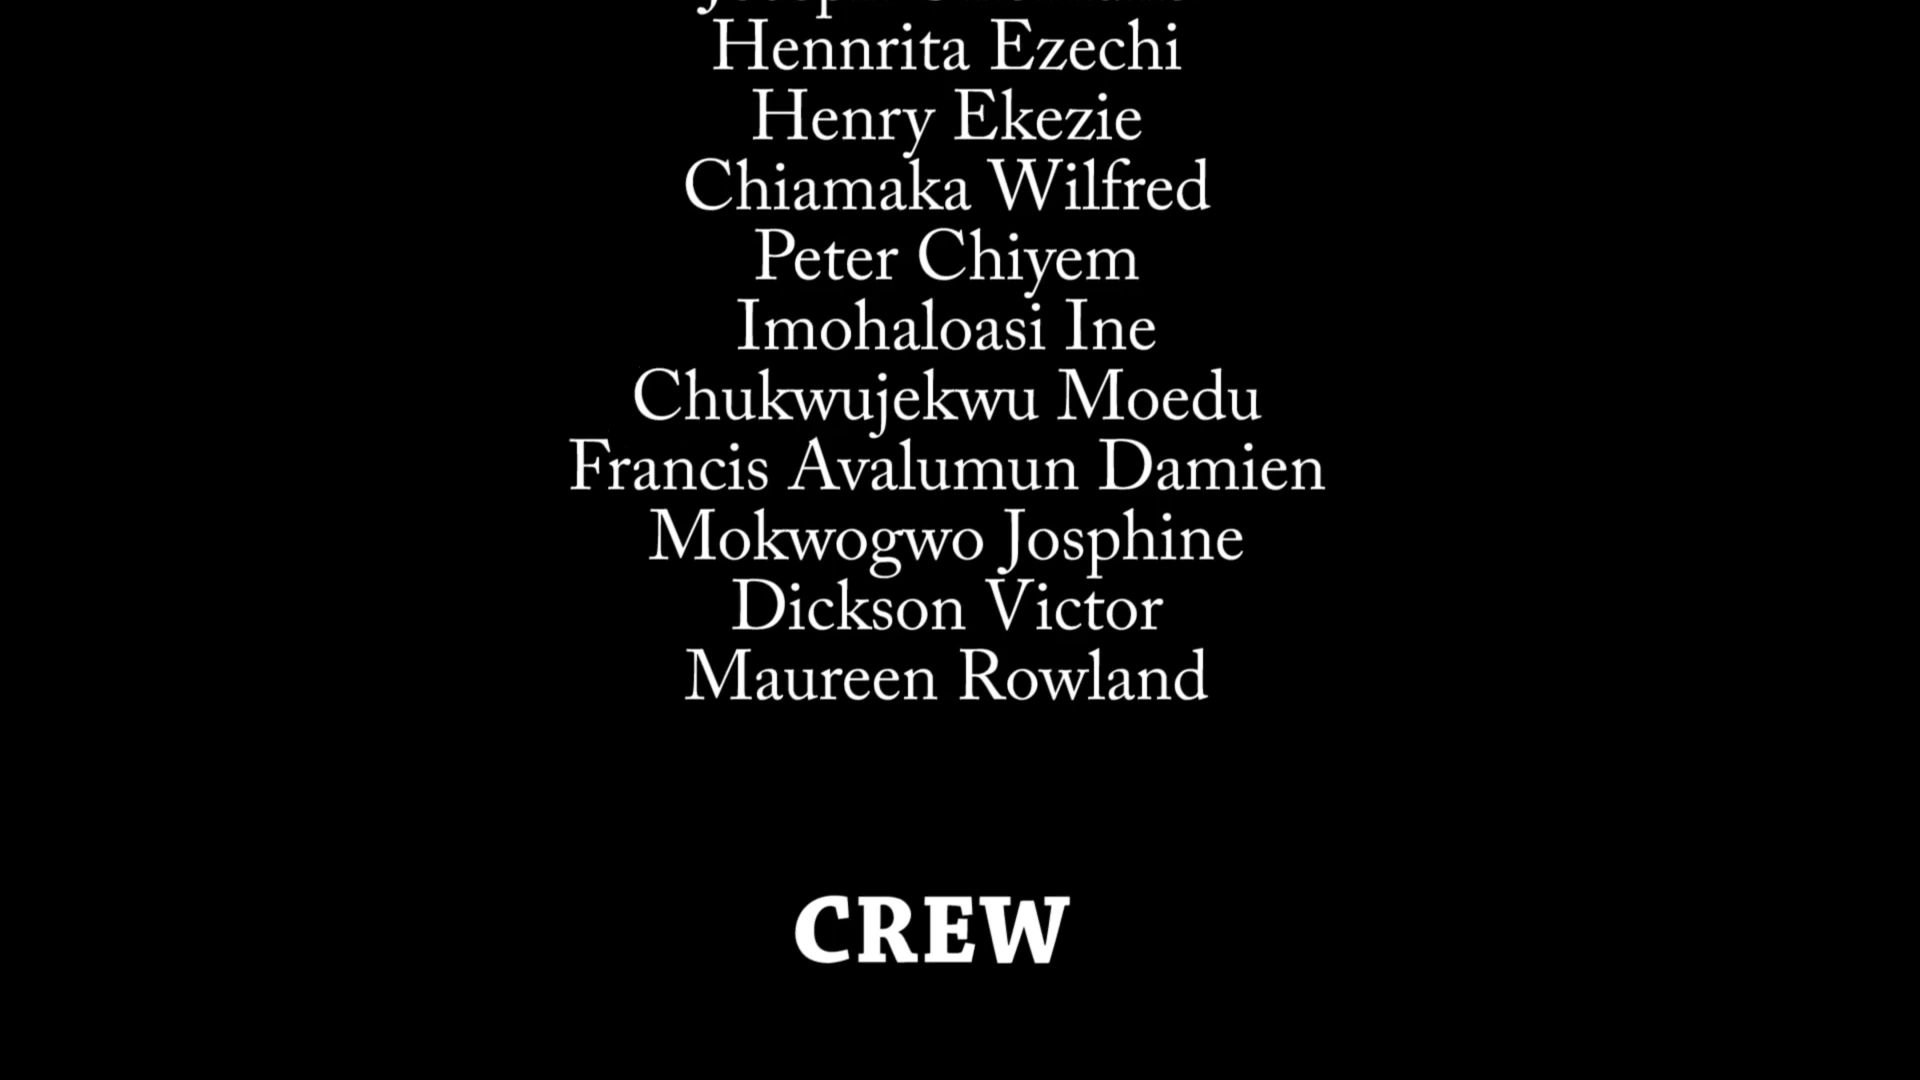 Hennrita Ezechi
Henry Ekezie
Chiamaka Wilfred
Peter Chiyem
Imohaloasi Ine
Chukwujekwu Moedu
Francis Avalumun Damien
Mokwogwo Josphine
Dickson Victor
Maureen Rowland
CREW